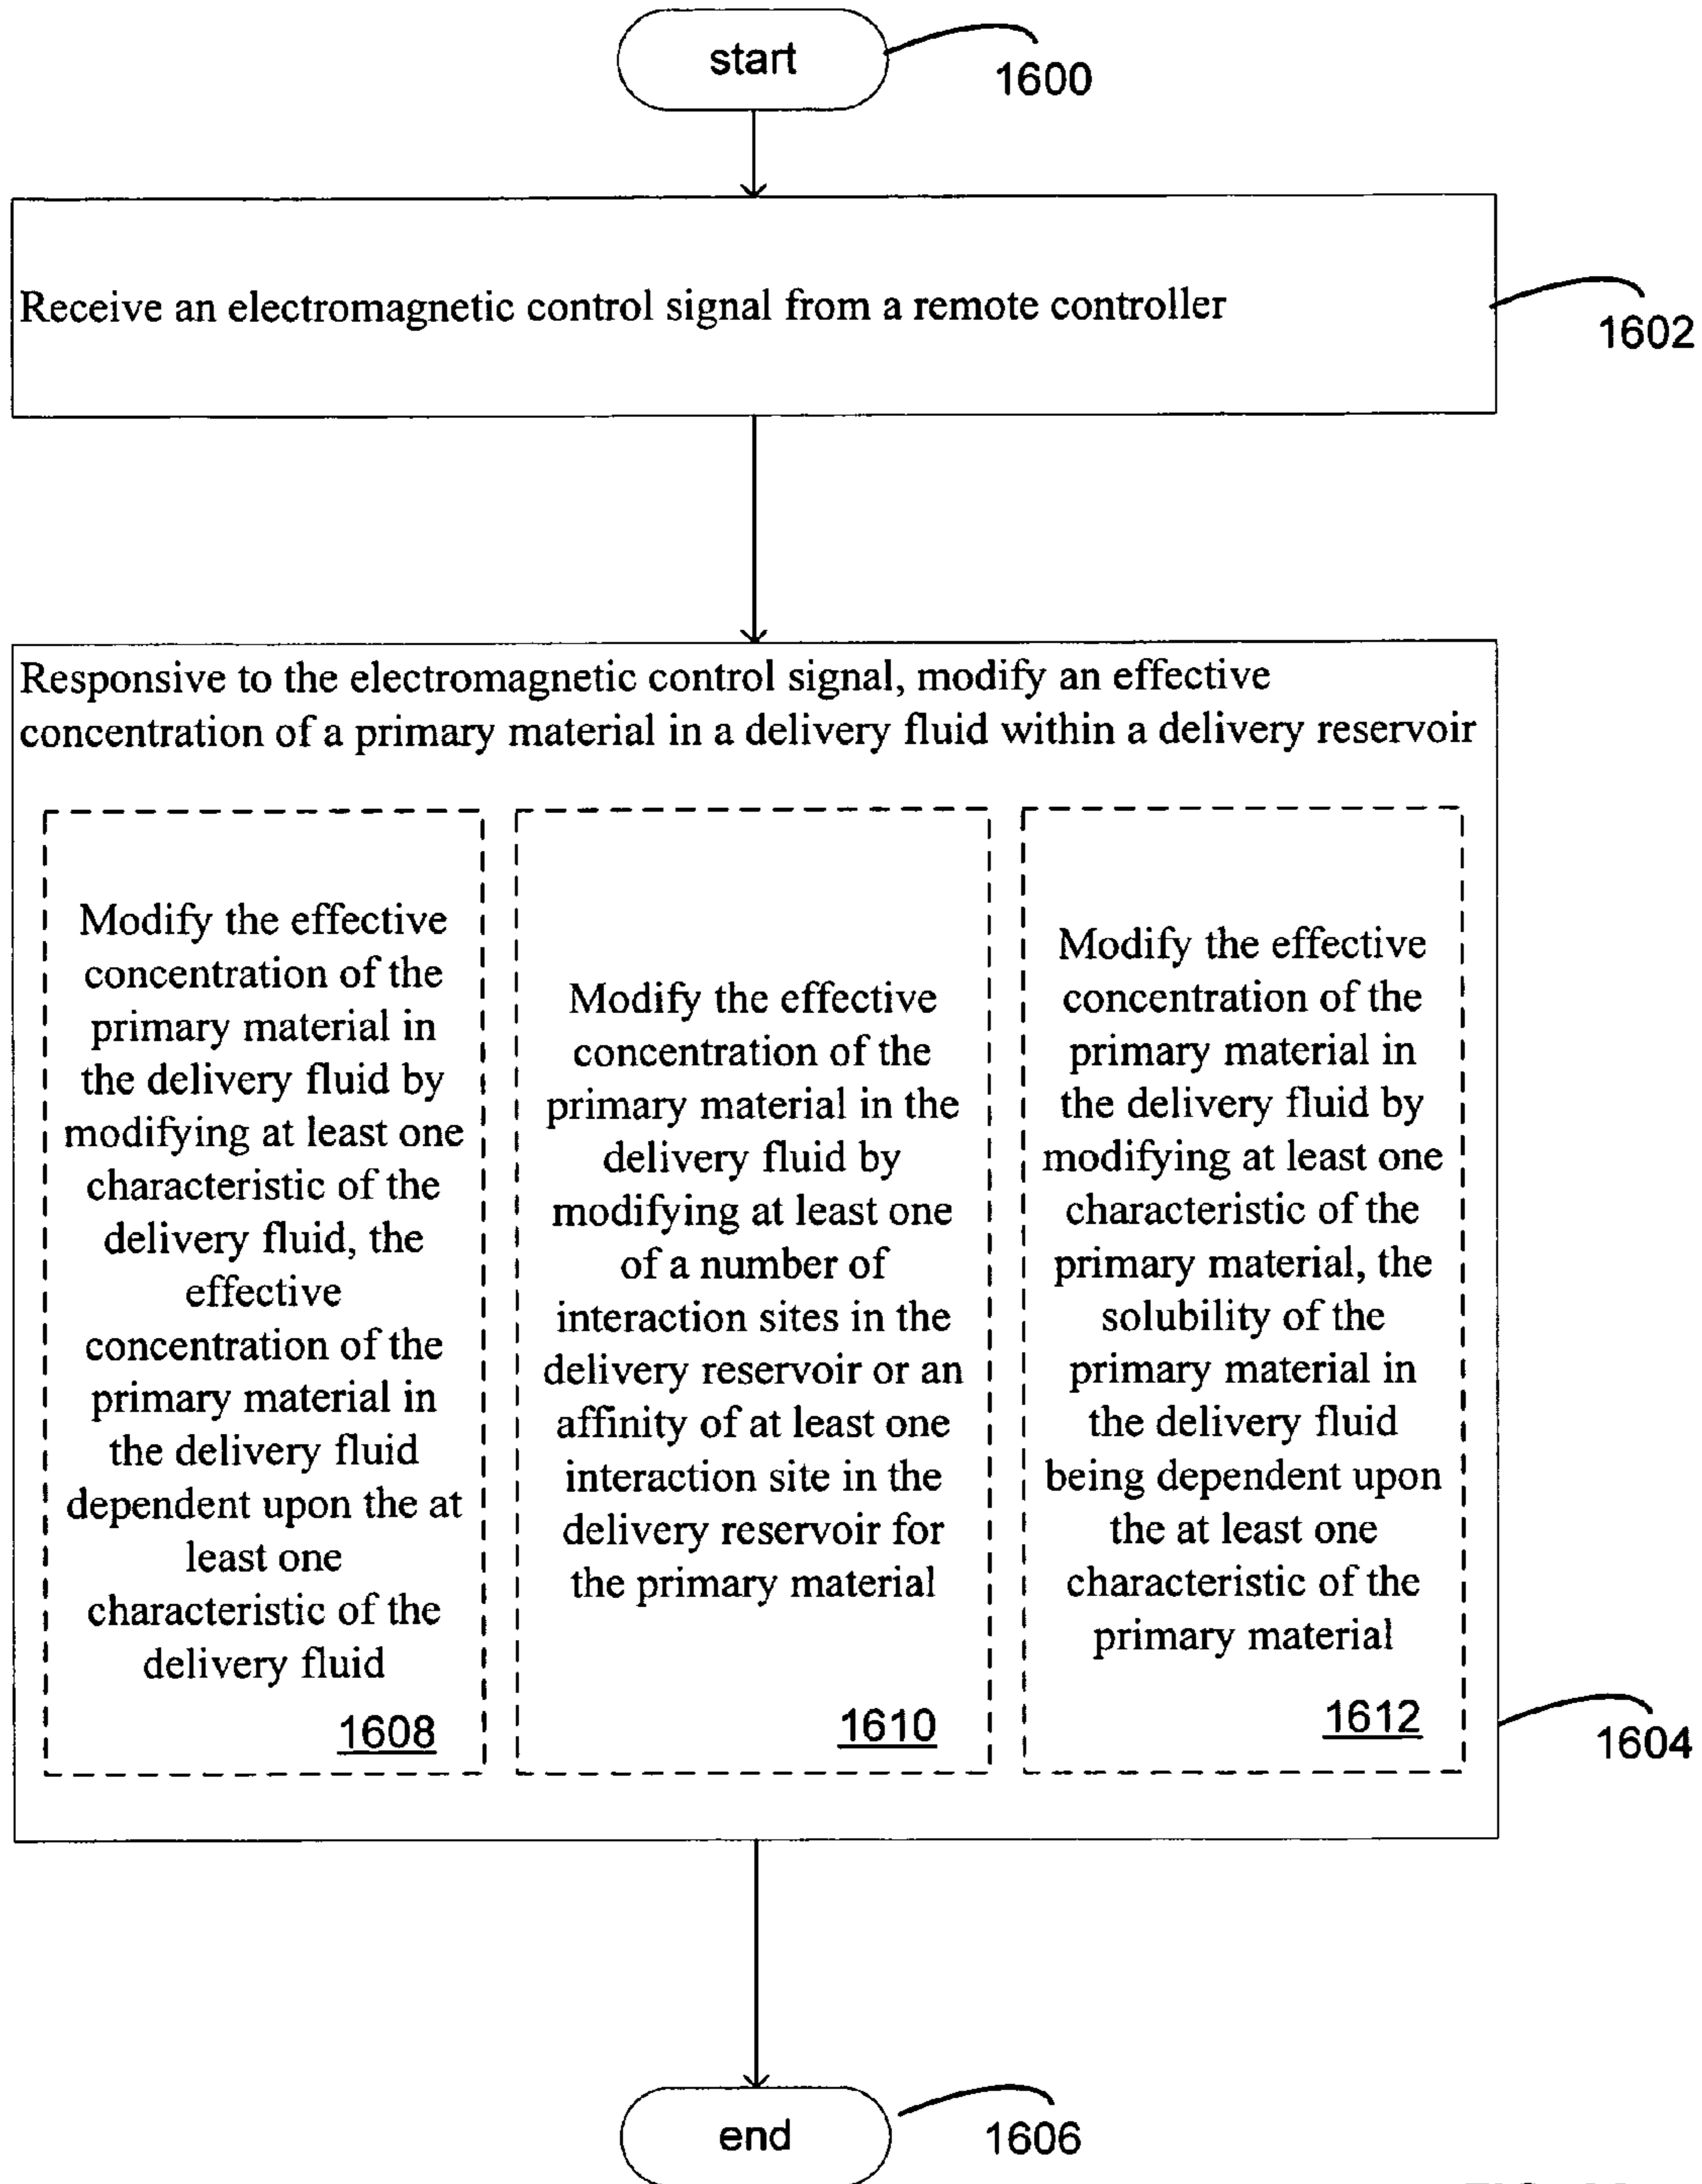 start
1600
Receive an electromagnetic control signal from a remote controller
1602
Responsive to the electromagnetic control signal, modify an effective
concentration of a primary material in a delivery fluid within a delivery reservoir
Modify the effective
concentration of the
primary material in
the delivery fluid by
modifying at least one
characteristic of the
delivery fluid, the
effective
concentration of the
primary material in
the delivery fluid
dependent upon the at
least one
characteristic of the
delivery fluid
1608
Modify the effective
concentration of the
primary material in the
delivery fluid by
modifying at least one
of a number of
interaction sites in the
delivery reservoir or an
affinity of at least one
interaction site in the
delivery reservoir for
the primary material
1610
Modify the effective
concentration of the
primary material in
the delivery fluid by
modifying at least one
characteristic of the
primary material, the
solubility of the
primary material in
the delivery fluid
being dependent upon
the at least one
characteristic of the
primary material
1612
1604
end
1606